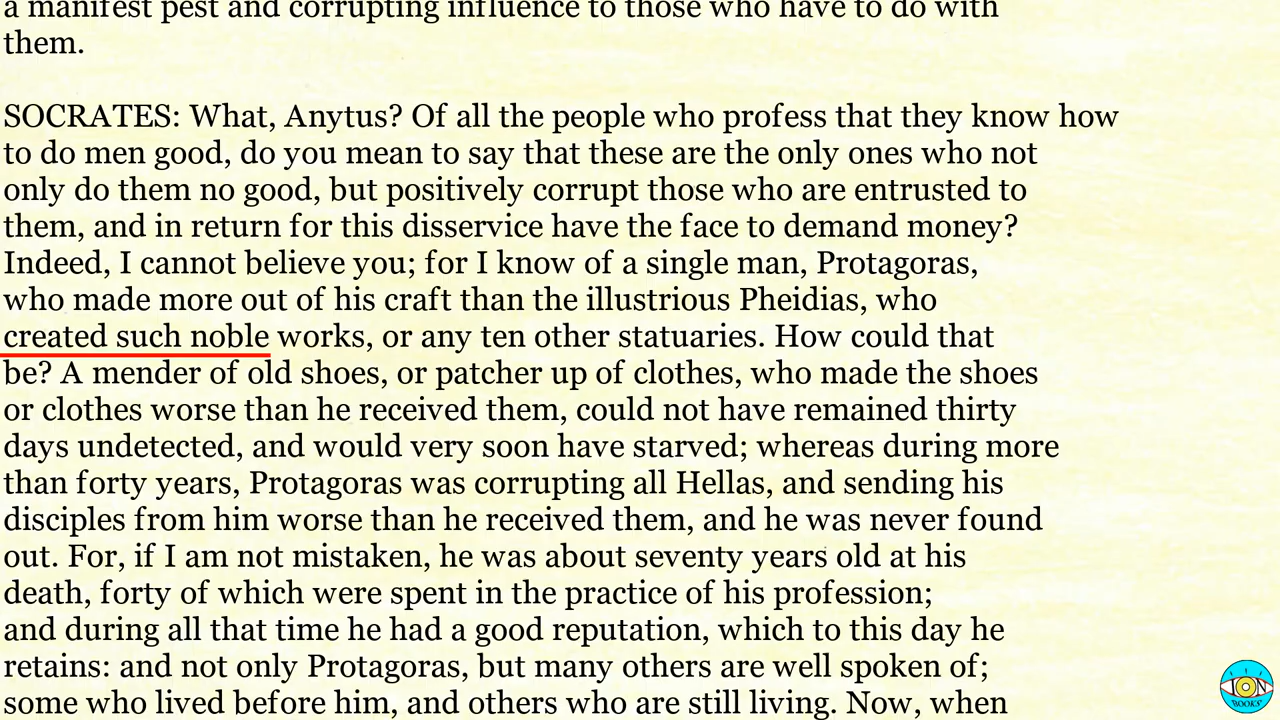 a manifest pest and corrupting influence to those who have to do with
them.
SOCRATES: What, Anytus? Of all the people who profess that they know how
to do men good, do you mean to say that these are the only ones who not
only do them no good, but positively corrupt those who are entrusted to
them, and in return for this disservice have the face to demand money?
Indeed, I cannot believe you; for I know of a single man, Protagoras,
who made more out of his craft than the illustrious Pheidias, who
created such noble works, or any ten other statuaries. How could that
be? A mender of old shoes, or patcher up of clothes, who made the shoes
or clothes worse than he received them, could not have remained thirty
days undetected, and would very soon have starved; whereas during more
than forty years, Protagoras was corrupting all Hellas, and sending his
disciples from him worse than he received them, and he was never found
out. For, if I am not mistaken, he was about seventy years old at his
death, forty of which were spent in the practice of his profession;
and during all that time he had a good reputation, which to this day he
retains: and not only Protagoras, but many others are well spoken of;
some who lived before him, and others who are still living. Now, when
ION
BOOKS